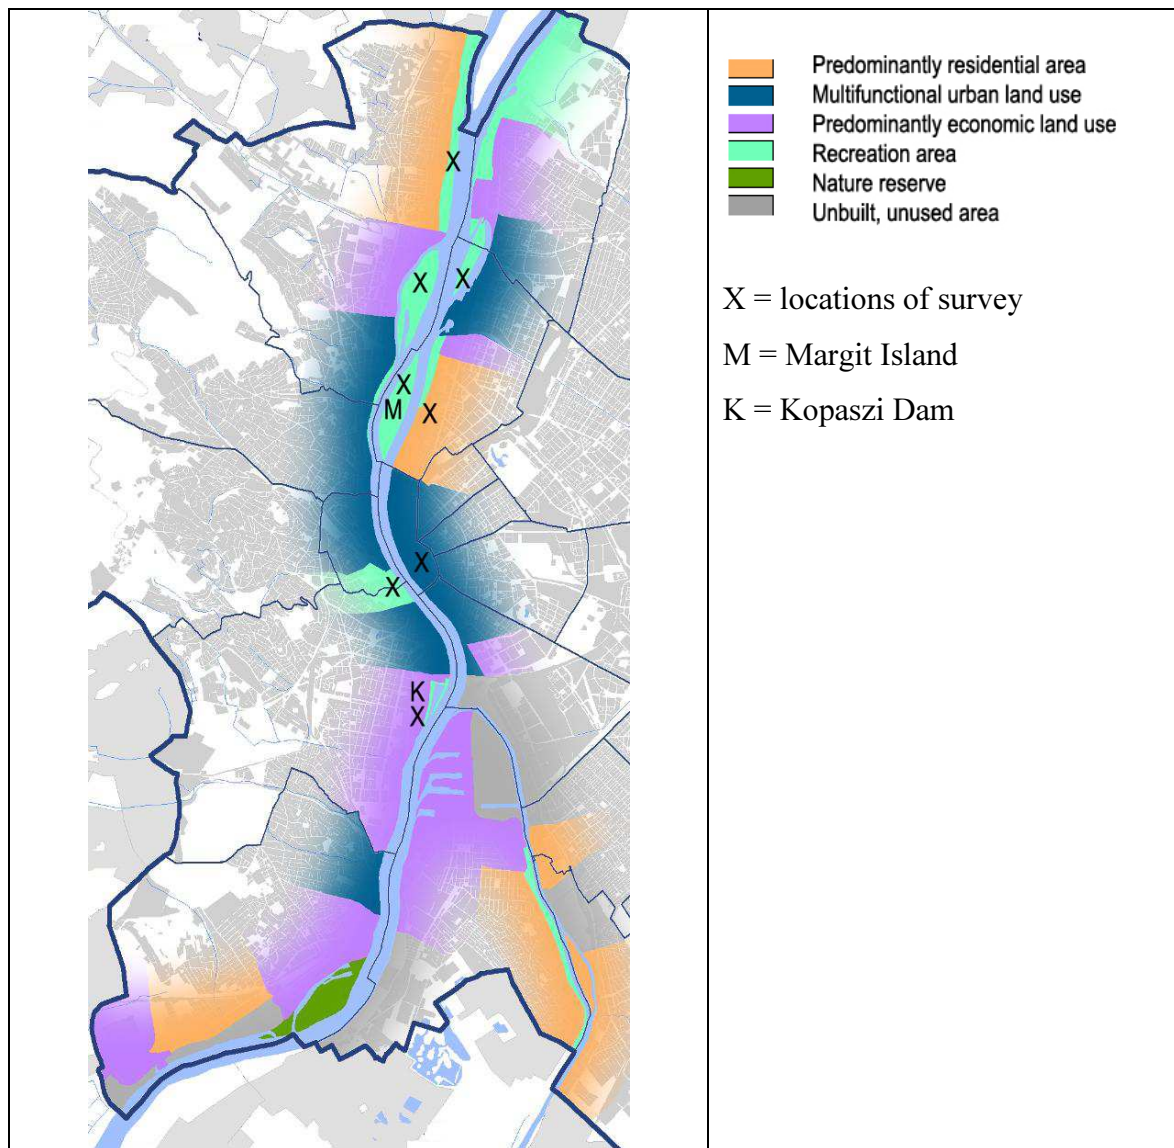 X
X
X
X
M
X
X
X
K
X
Predominantly residential area
Multifunctional urban land use
Predominantly economic land use
Recreation area
Nature reserve
Unbuilt, unused area
X = locations of survey
M = Margit Island
K = Kopaszi Dam